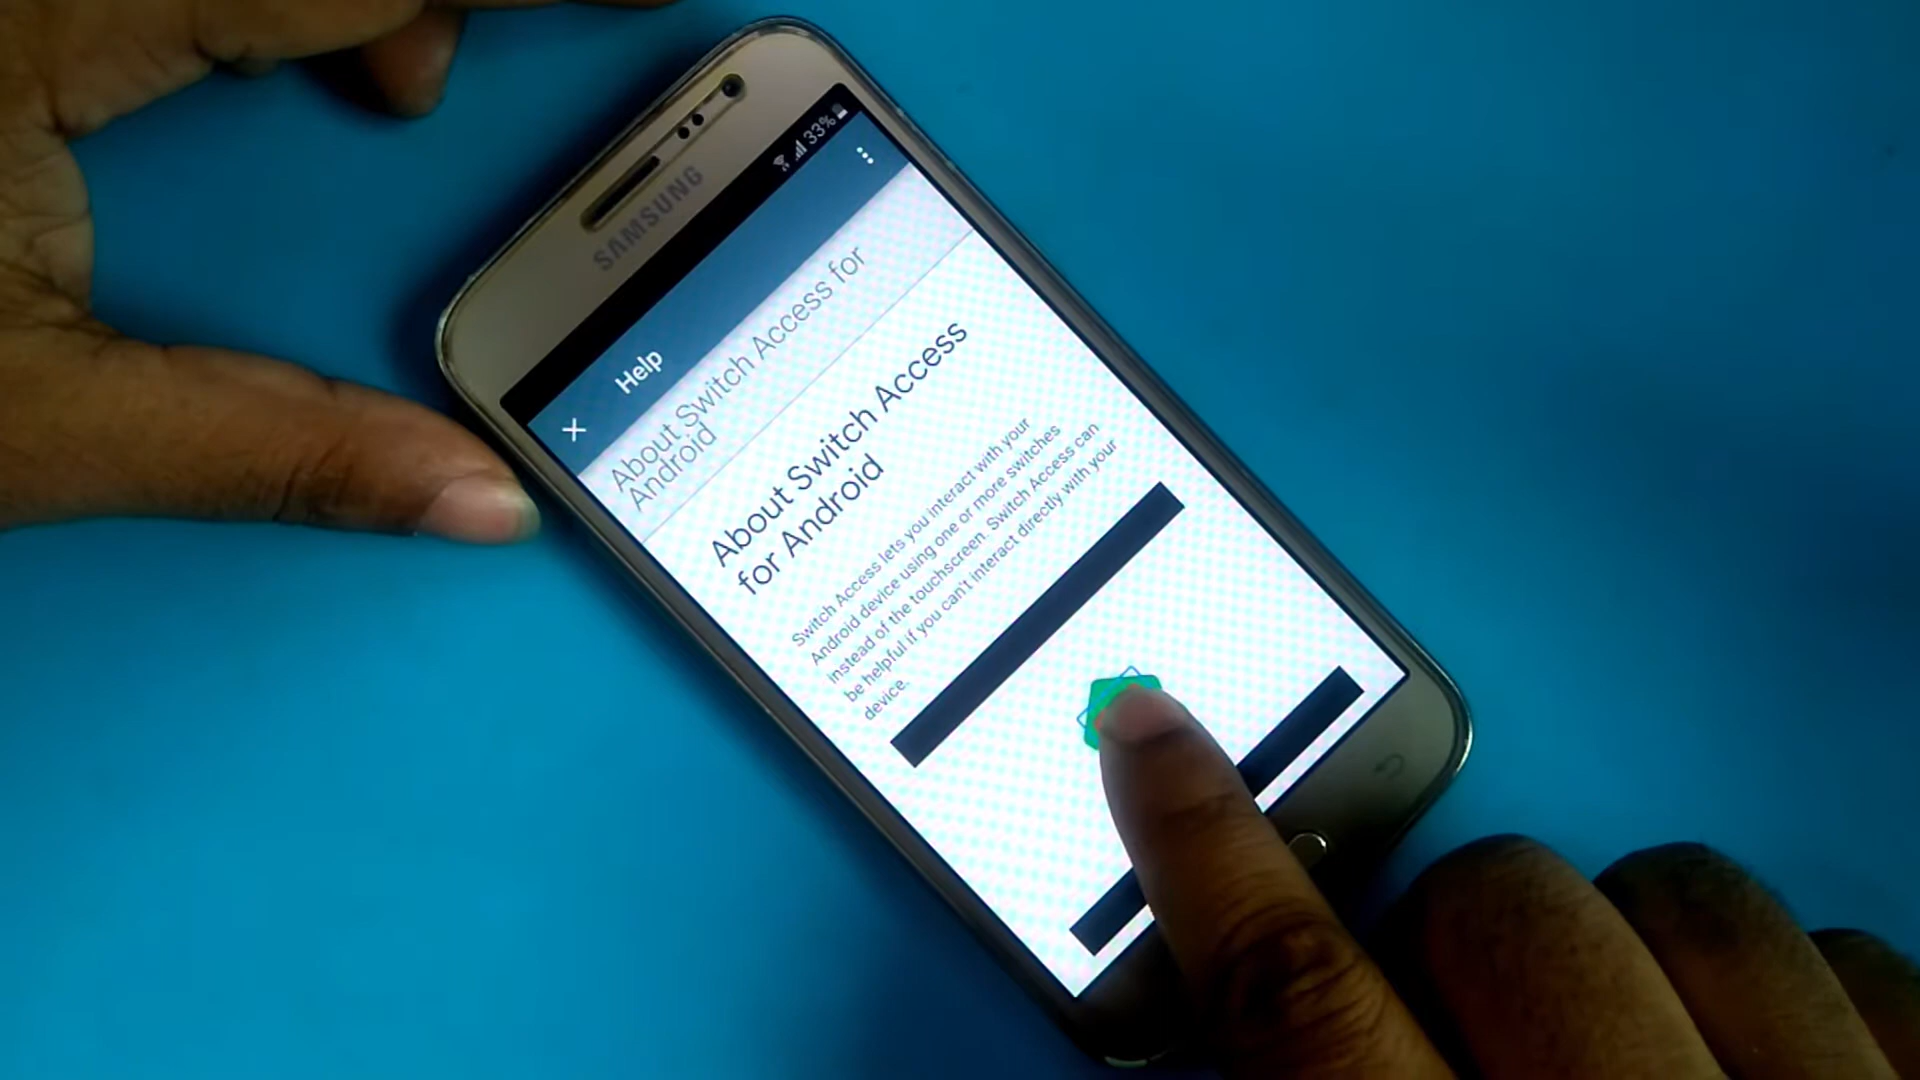 SAMSUNG
33%
Help
About Switch Access for
Android
About Switch Access
for Android
Switch Access lets you interact with your
Android device using one or more switches
instead of the touchscreen. Switch Access can
be helpful if you can't interact directly with your
device.